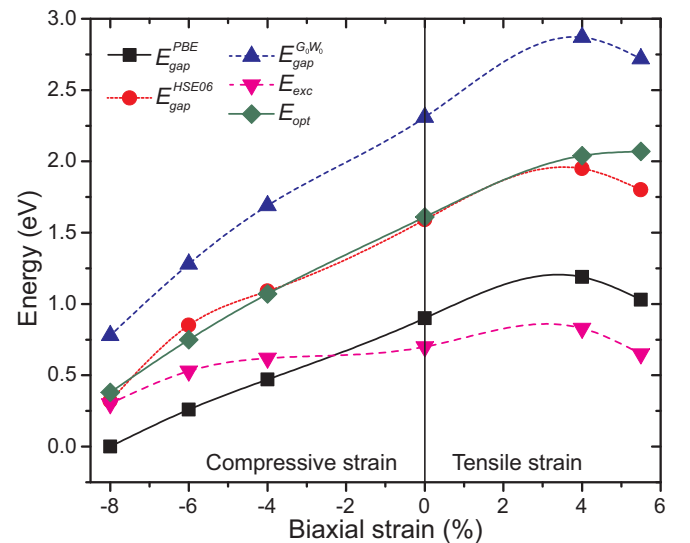 3.0
2.5
2.0
1.5
1.0
0.5
0.0
Energy (eV)
E_gap^PBE
E_gap^HSE06
E_gap^G₀W₀
E_exc
E_opt
Compressive strain
Tensile strain
-8 -6 -4 -2 0 2 4 6
Biaxial strain (%)